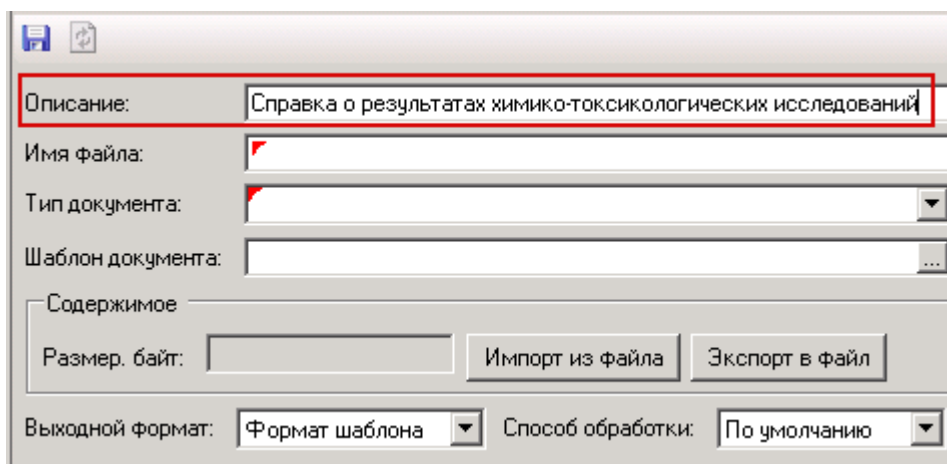 Описание: Справка о результатах химико-токсикологических исследований
Имя файла:
Тип документа:
Шаблон документа: ...
Содержимое
Размер. байт: Импорт из файла Экспорт в файл
Выходной формат: Формат шаблона Способ обработки: По умолчанию